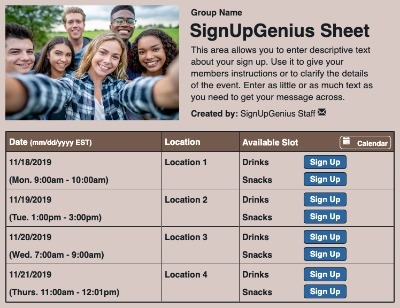 Group Name
SignUpGenius Sheet
This area allows you to enter descriptive text
about your sign up. Use it to give your
members instructions or to clarify the details
of the event. Enter as little or as much text as
you need to get your message across.
Created by: SignUpGenius Staff
Date (mm/dd/yyyy EST) Location Available Slot Calendar
11/18/2019 Location 1 Drinks Sign Up
(Mon. 9:00am - 10:00am) Snacks Sign Up
11/19/2019 Location 2 Drinks Sign Up
(Tue. 1:00pm - 3:00pm) Snacks Sign Up
11/20/2019 Location 3 Drinks Sign Up
(Wed. 7:00am - 9:00am) Snacks Sign Up
11/21/2019 Location 4 Drinks Sign Up
(Thurs. 11:00am - 12:01pm) Snacks Sign Up